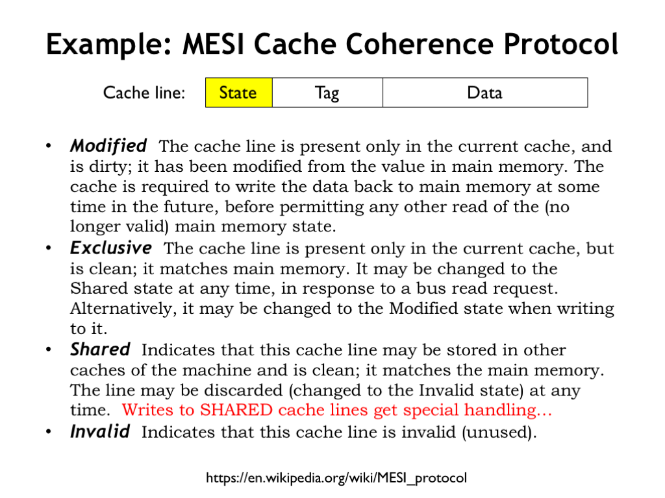 Example: MESI Cache Coherence Protocol
Cache line: State Tag Data
• Modified The cache line is present only in the current cache, and
is dirty; it has been modified from the value in main memory. The
cache is required to write the data back to main memory at some
time in the future, before permitting any other read of the (no
longer valid) main memory state.
• Exclusive The cache line is present only in the current cache, but
is clean; it matches main memory. It may be changed to the
Shared state at any time, in response to a bus read request.
Alternatively, it may be changed to the Modified state when writing
to it.
• Shared Indicates that this cache line may be stored in other
caches of the machine and is clean; it matches the main memory.
The line may be discarded (changed to the Invalid state) at any
time. Writes to SHARED cache lines get special handling...
• Invalid Indicates that this cache line is invalid (unused).
https://en.wikipedia.org/wiki/MESI_protocol